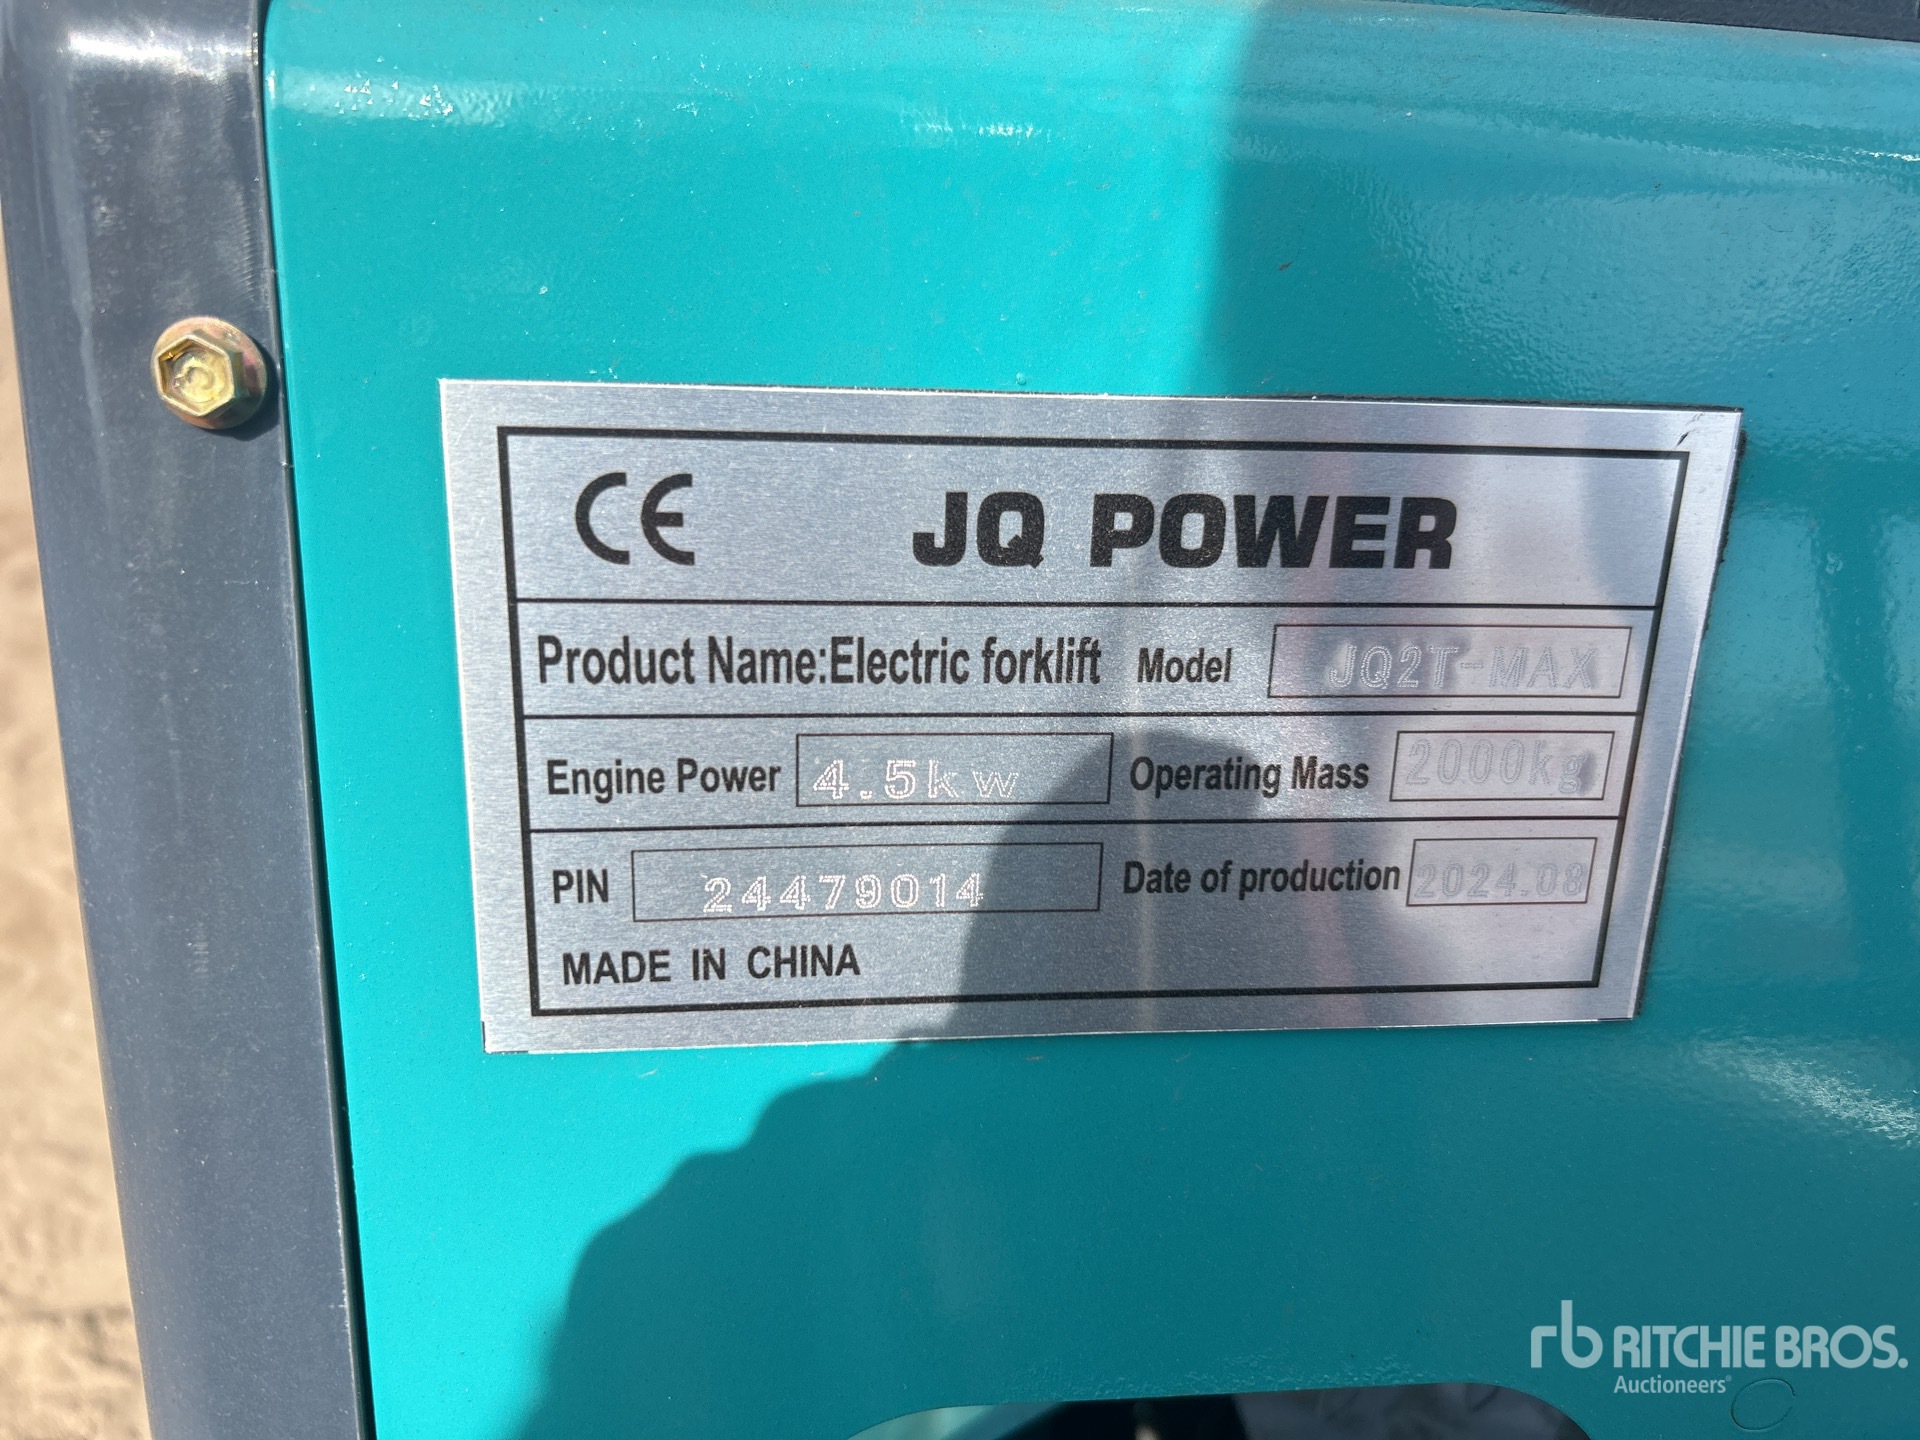 CE JQ POWER
Product Name:Electric forklift Model JQ2T-MAX
Engine Power 4.5kw Operating Mass 2000kg
PIN 24479014 Date of production 2024.08
MADE IN CHINA
rb RITCHIE BROS.
Auctioneers